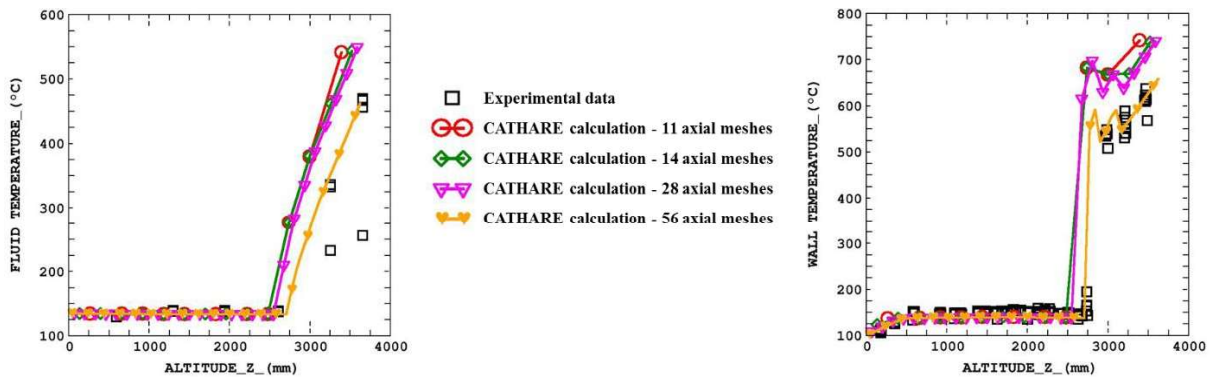 600
500
400
300
200
100
0
1000
2000
3000
4000
FLUID TEMPERATURE_(°C)
ALTITUDE_Z_(mm)
Experimental data
CATHARE calculation - 11 axial meshes
CATHARE calculation - 14 axial meshes
CATHARE calculation - 28 axial meshes
CATHARE calculation - 56 axial meshes
800
700
600
500
400
300
200
100
0
1000
2000
3000
4000
WALL TEMPERATURE_(°C)
ALTITUDE_Z_(mm)